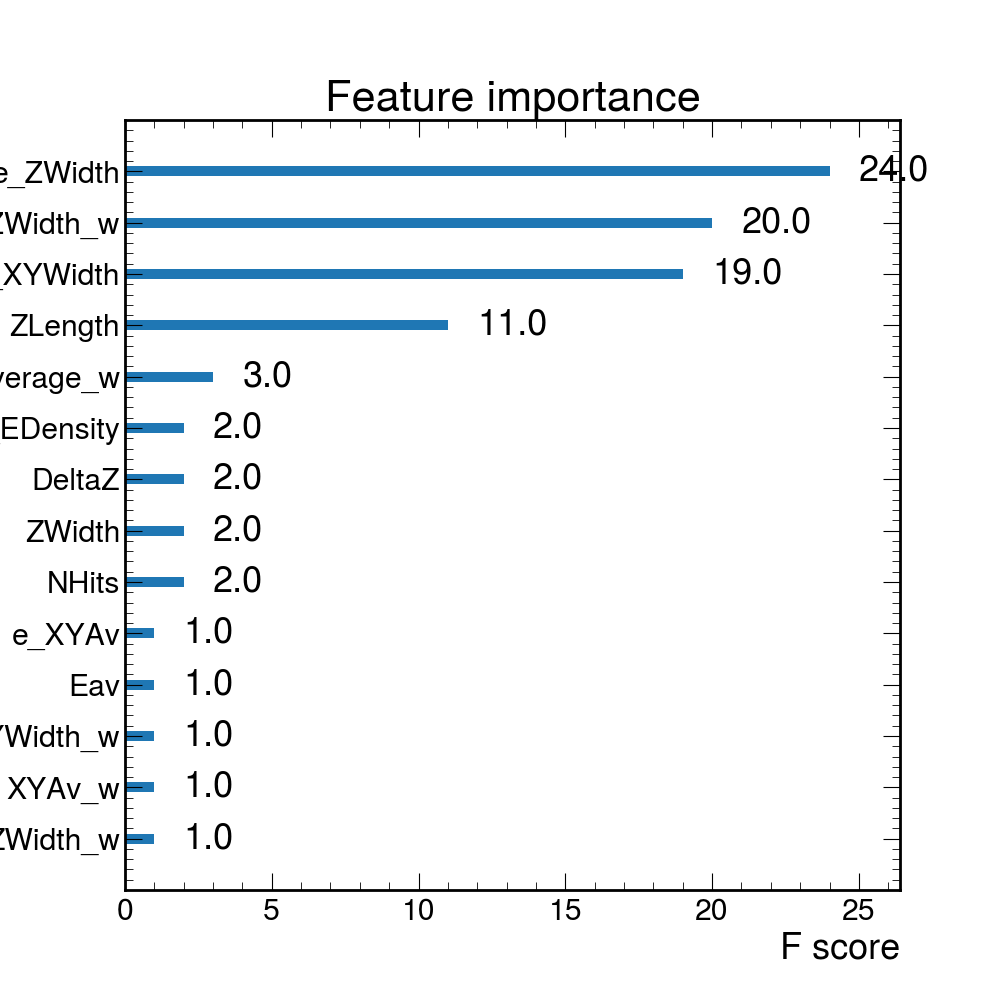 Feature importance
e_ZWidth 24.0
ZWidth_w 20.0
_XYWidth 19.0
ZLength 11.0
verage_w 3.0
EDensity 2.0
DeltaZ 2.0
ZWidth 2.0
NHits 2.0
e_XYAv 1.0
Eav 1.0
YWidth_w 1.0
XYAv_w 1.0
ZWidth_w 1.0
0 5 10 15 20 25
F score